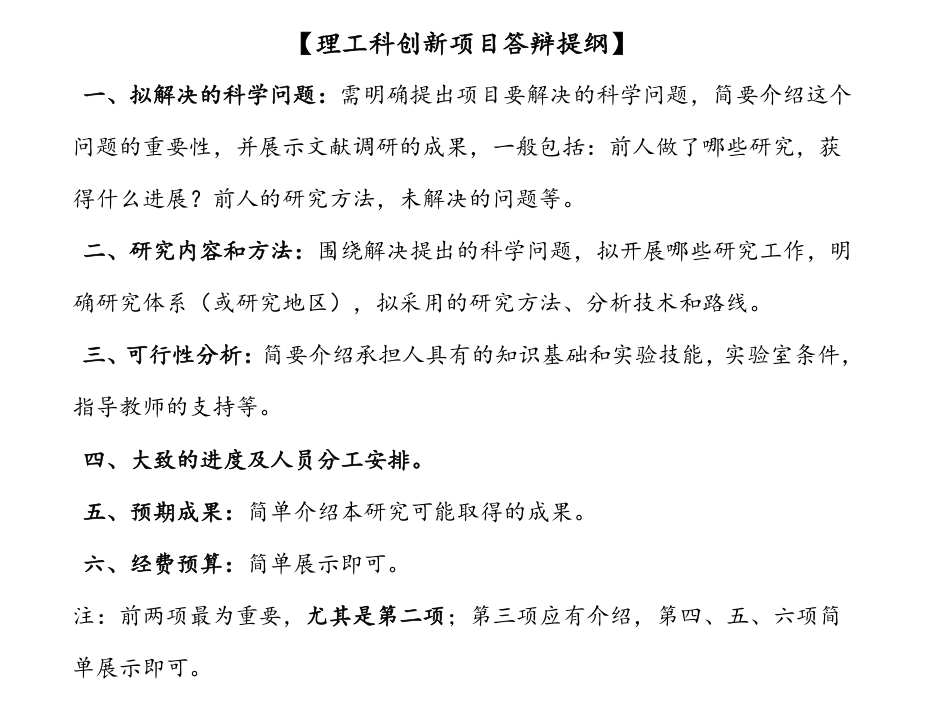 【理工科创新项目答辩提纲】
一、拟解决的科学问题：需明确提出项目要解决的科学问题，简要介绍这个
问题的重要性，并展示文献调研的成果，一般包括：前人做了哪些研究，获
得什么进展？前人的研究方法，未解决的问题等。
二、研究内容和方法：围绕解决提出的科学问题，拟开展哪些研究工作，明
确研究体系（或研究地区），拟采用的研究方法、分析技术和路线。
三、可行性分析：简要介绍承担人具有的知识基础和实验技能，实验室条件，
指导教师的支持等。
四、大致的进度及人员分工安排。
五、预期成果：简单介绍本研究可能取得的成果。
六、经费预算：简单展示即可。
注：前两项最为重要，尤其是第二项；第三项应有介绍，第四、五、六项简
单展示即可。